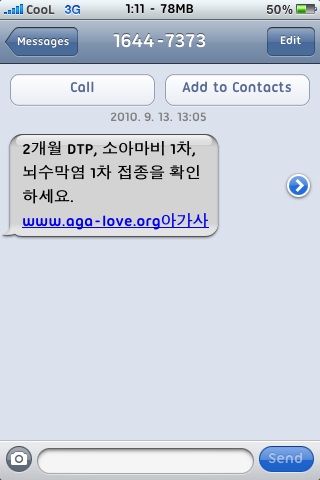 CooL 3G 1:11 - 78MB 50%
Messages 1644-7373 Edit
Call Add to Contacts
2010. 9. 13. 13:05
2개월 DTP, 소아마비 1차,
뇌수막염 1차 접종을 확인
하세요.
www.aga-love.org아가사
Send